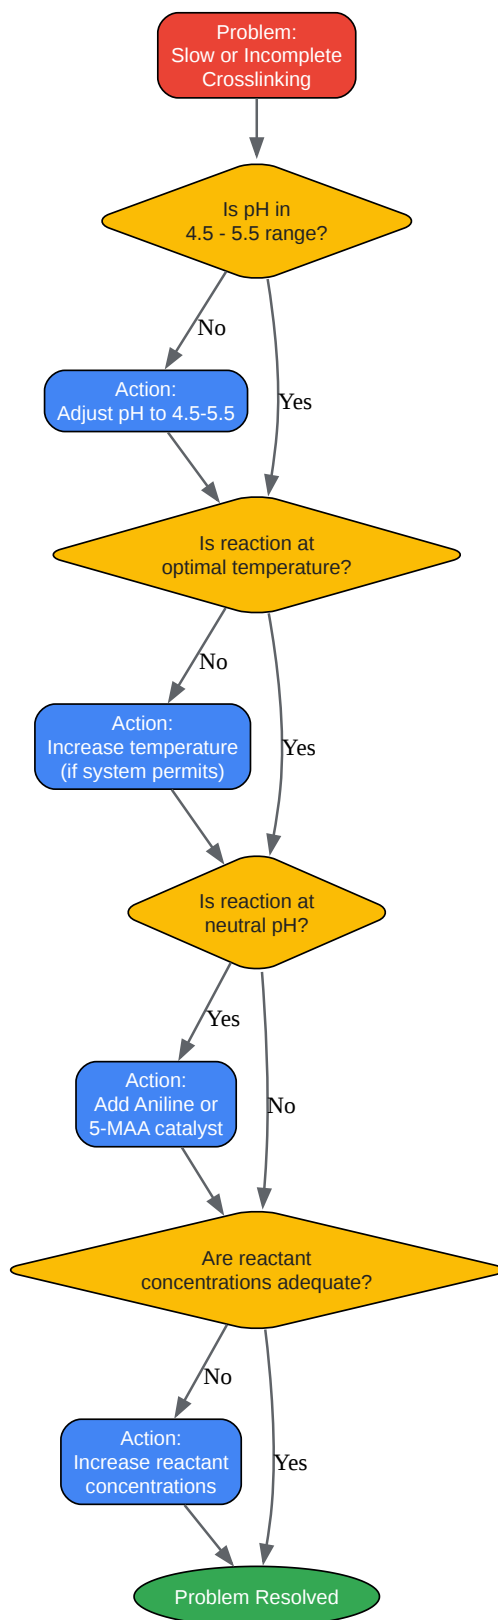 Problem:
Slow or Incomplete
Crosslinking
Is pH in
4.5 - 5.5 range?
No
Action:
Adjust pH to 4.5-5.5
Yes
Is reaction at
optimal temperature?
No
Action:
Increase temperature
(if system permits)
Yes
Is reaction at
neutral pH?
Yes
Action:
Add Aniline or
5-MAA catalyst
No
Are reactant
concentrations adequate?
No
Action:
Increase reactant
concentrations
Yes
Problem Resolved